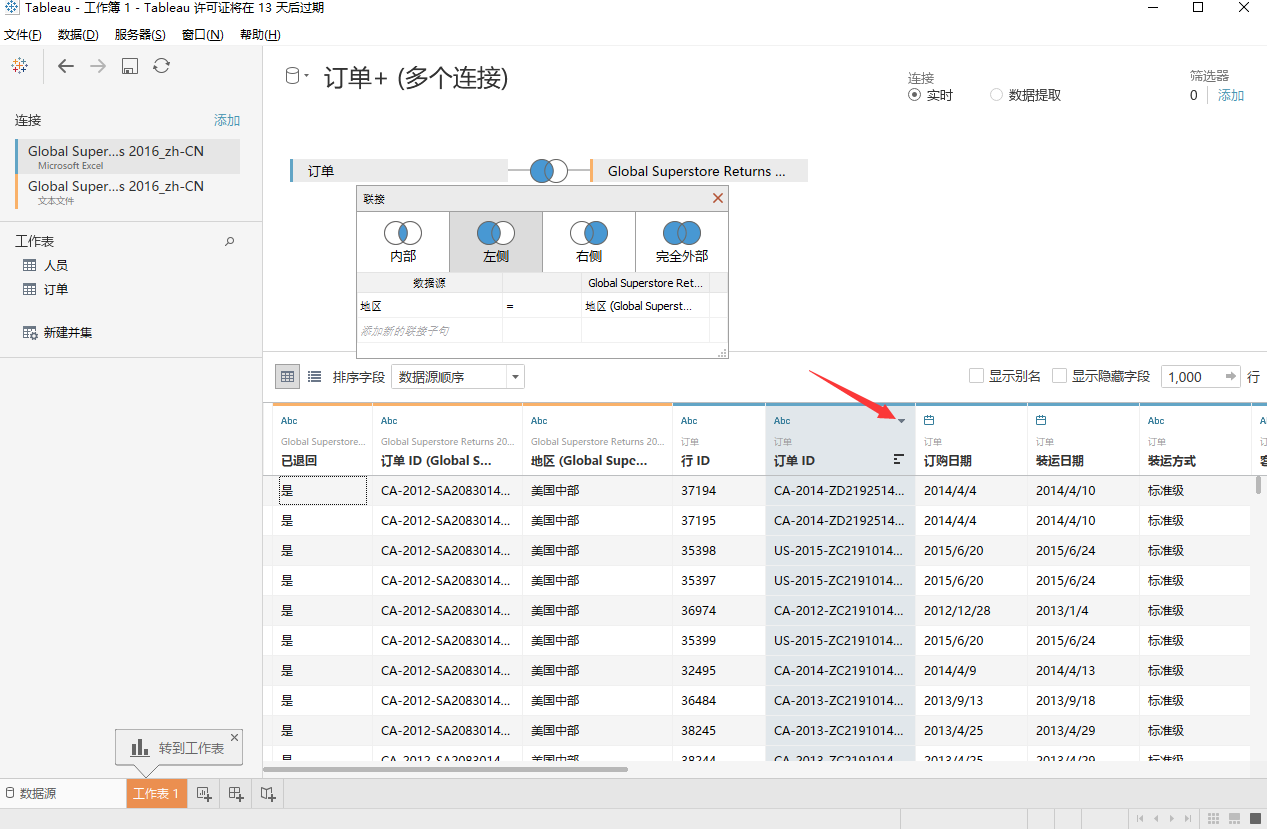 Tableau - 工作簿 1 - Tableau 许可证将在 13 天后过期
文件(F) 数据(D) 服务器(S) 窗口(N) 帮助(H)
订单+ (多个连接)
连接
实时 数据提取
筛选器
0 添加
连接 添加
Global Super...s 2016_zh-CN
Microsoft Excel
Global Super...s 2016_zh-CN
文本文件
工作表
人员
订单
新建并集
订单 Global Superstore Returns ...
联接
内部 左侧 右侧 完全外部
数据源 Global Superstore Ret...
地区 = 地区 (Global Superst...
添加新的联接子句
排序字段 数据源顺序 显示别名 显示隐藏字段 1,000 行
Abc Abc Abc Abc Abc Abc
Global Superstore... Global Superstore Returns 20... Global Superstore Returns 20... 订单 订单 订单 订单 订单
已退回 订单 ID (Global S... 地区 (Global Supe... 行 ID 订单 ID 订购日期 装运日期 装运方式
是 CA-2012-SA2083014... 美国中部 37194 CA-2014-ZD2192514... 2014/4/4 2014/4/10 标准级
是 CA-2012-SA2083014... 美国中部 37195 CA-2014-ZD2192514... 2014/4/4 2014/4/10 标准级
是 CA-2012-SA2083014... 美国中部 35398 US-2015-ZC2191014... 2015/6/20 2015/6/24 标准级
是 CA-2012-SA2083014... 美国中部 35397 US-2015-ZC2191014... 2015/6/20 2015/6/24 标准级
是 CA-2012-SA2083014... 美国中部 36974 CA-2012-ZC2191014... 2012/12/28 2013/1/4 标准级
是 CA-2012-SA2083014... 美国中部 35399 US-2015-ZC2191014... 2015/6/20 2015/6/24 标准级
是 CA-2012-SA2083014... 美国中部 32495 CA-2014-ZC2191014... 2014/4/9 2014/4/13 标准级
是 CA-2012-SA2083014... 美国中部 36484 CA-2013-ZC2191014... 2013/9/13 2013/9/18 标准级
是 CA-2012-SA2083014... 美国中部 38245 CA-2013-ZC2191014... 2013/4/25 2013/4/29 标准级
是 CA-2012-SA2083014... 美国中部 38244 CA-2013-ZC2191014... 2013/4/25 2013/4/29 标准级
转到工作表
数据源 工作表 1